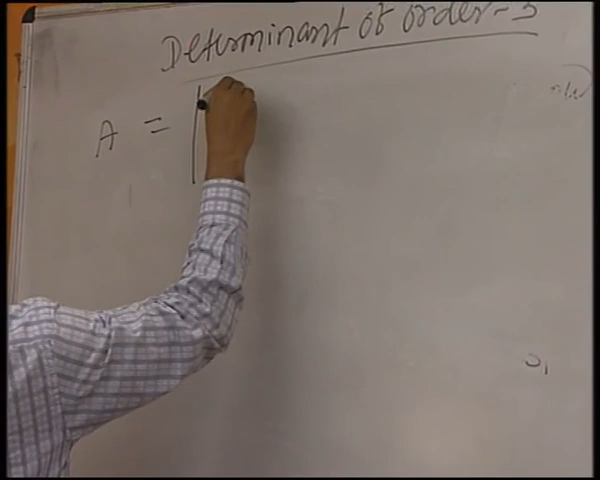 Determinant of order-3
A =